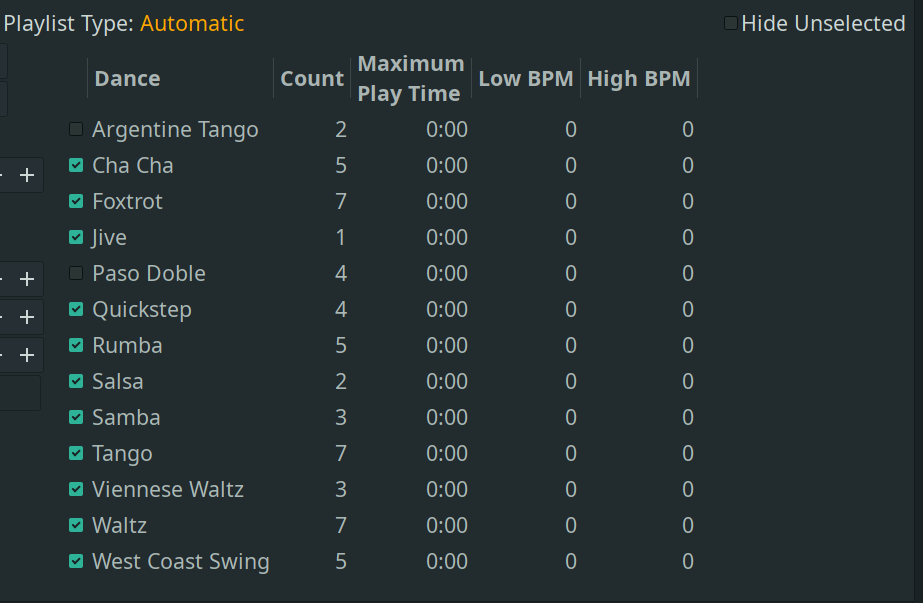 Playlist Type: Automatic
Hide Unselected
Dance Count Maximum Play Time Low BPM High BPM
Argentine Tango 2 0:00 0 0
Cha Cha 5 0:00 0 0
Foxtrot 7 0:00 0 0
Jive 1 0:00 0 0
Paso Doble 4 0:00 0 0
Quickstep 4 0:00 0 0
Rumba 5 0:00 0 0
Salsa 2 0:00 0 0
Samba 3 0:00 0 0
Tango 7 0:00 0 0
Viennese Waltz 3 0:00 0 0
Waltz 7 0:00 0 0
West Coast Swing 5 0:00 0 0